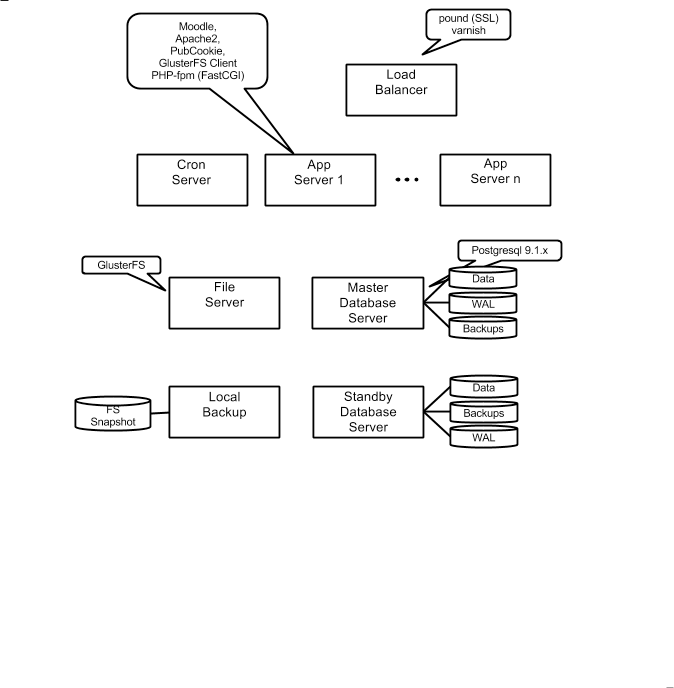 Moodle,
Apache2,
PubCookie,
GlusterFS Client
PHP-fpm (FastCGI)
pound (SSL)
varnish
Load
Balancer
Cron
Server
App
Server 1
App
Server n
GlusterFS
File
Server
Master
Database
Server
Postgresql 9.1.x
Data
WAL
Backups
FS
Snapshot
Local
Backup
Standby
Database
Server
Data
Backups
WAL